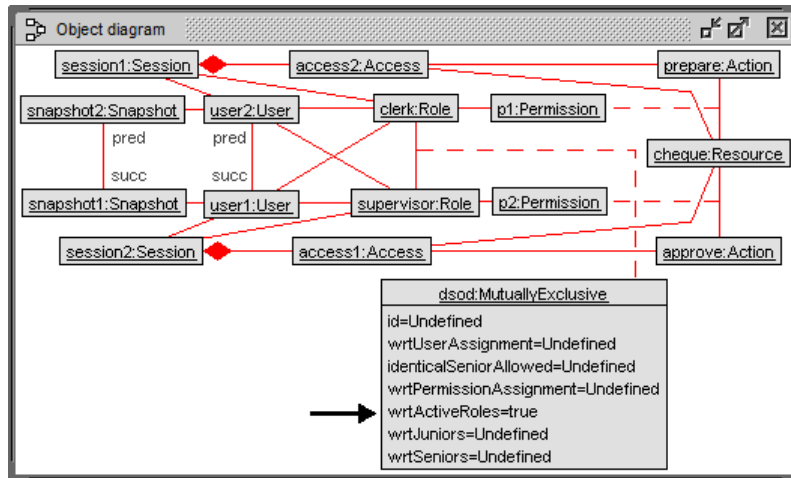 Object diagram
session1:Session
access2:Access
prepare:Action
snapshot2:Snapshot
user2:User
clerk:Role
p1:Permission
pred
pred
cheque:Resource
succ
succ
snapshot1:Snapshot
user1:User
supervisor:Role
p2:Permission
session2:Session
access1:Access
approve:Action
dsod:MutuallyExclusive
id=Undefined
wrtUserAssignment=Undefined
identicalSeniorAllowed=Undefined
wrtPermissionAssignment=Undefined
wrtActiveRoles=true
wrtJuniors=Undefined
wrtSeniors=Undefined